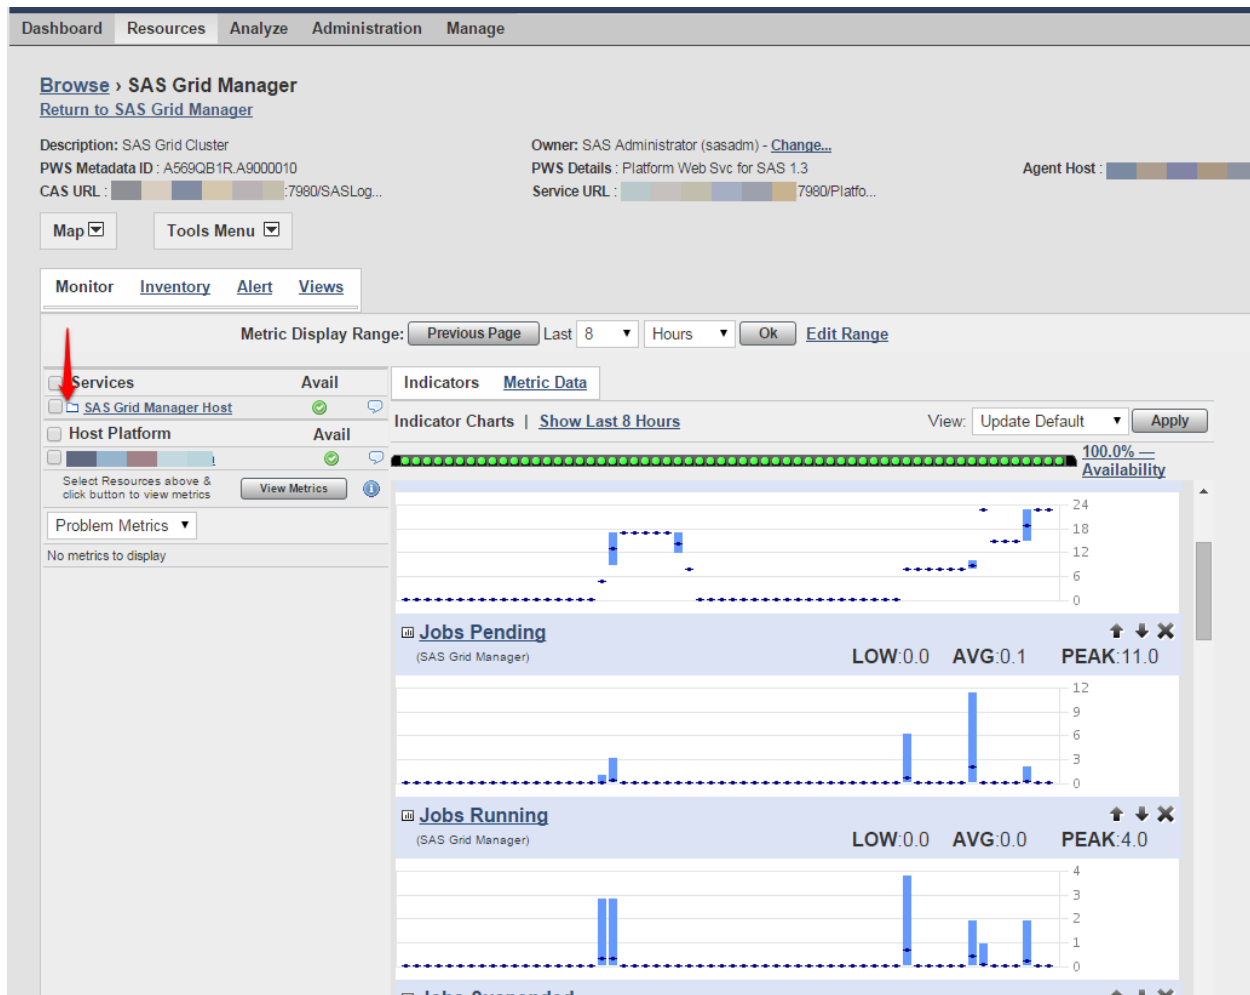 Dashboard Resources Analyze Administration Manage
Browse › SAS Grid Manager
Return to SAS Grid Manager
Description: SAS Grid Cluster Owner: SAS Administrator (sasadm) - Change...
PWS Metadata ID : A569QB1R.A9000010 PWS Details : Platform Web Svc for SAS 1.3 Agent Host :
CAS URL : :7980/SASLog... Service URL : 7980/Platfo...
Map Tools Menu
Monitor Inventory Alert Views
Metric Display Range: Previous Page Last 8 Hours Ok Edit Range
Services Avail
SAS Grid Manager Host
Host Platform Avail
Select Resources above &
click button to view metrics
View Metrics
Problem Metrics
No metrics to display
Indicators Metric Data
Indicator Charts | Show Last 8 Hours View: Update Default Apply
100.0% —
Availability
24
18
12
6
0
Jobs Pending
(SAS Grid Manager) LOW:0.0 AVG:0.1 PEAK:11.0
12
9
6
3
0
Jobs Running
(SAS Grid Manager) LOW:0.0 AVG:0.0 PEAK:4.0
4
3
2
1
0